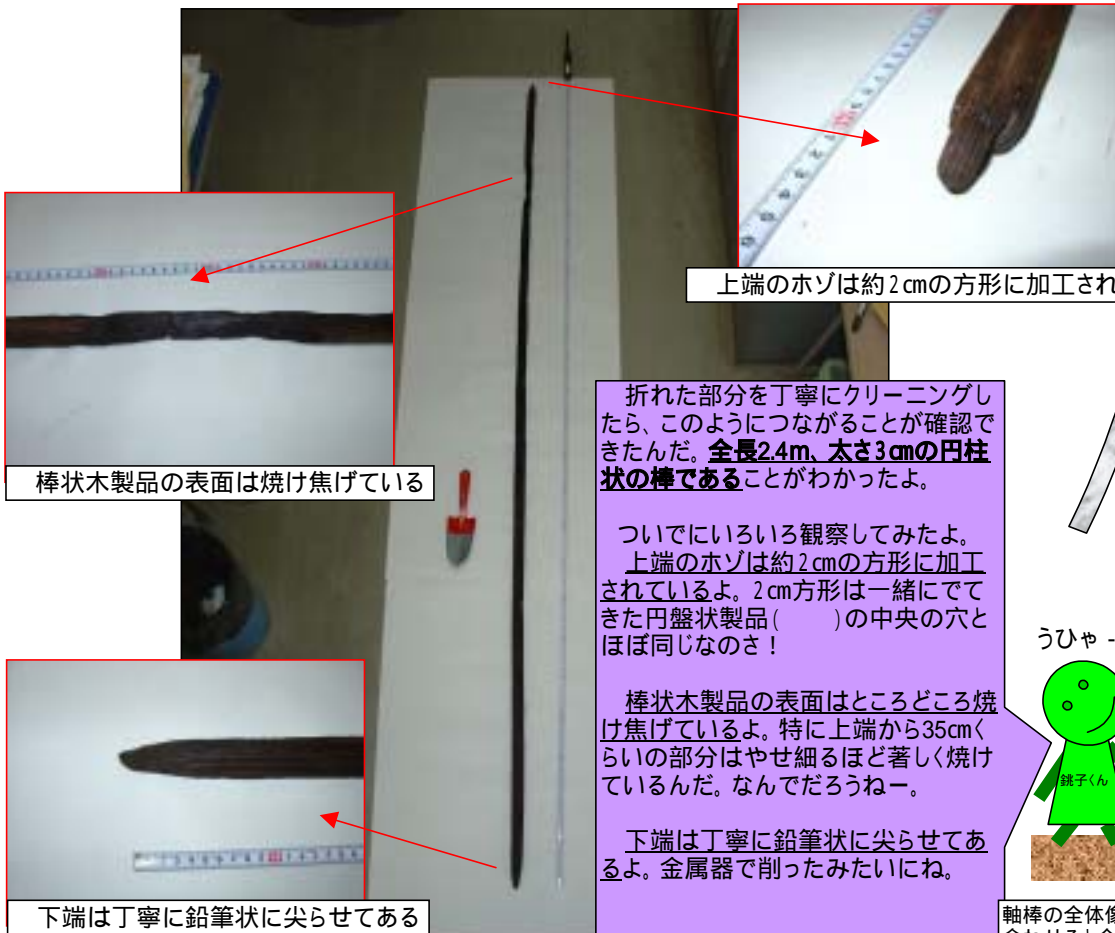 上端のホゾは約2cmの方形に加工され
棒状木製品の表面は焼け焦げている
折れた部分を丁寧にクリーニングし
たら、このようにつながることが確認で
きたんだ。全長2.4m、太さ3cmの円柱
状の棒であることがわかったよ。
ついでにいろいろ観察してみたよ。
上端のホゾは約2cmの方形に加工
されているよ。2cm方形は一緒にでて
きた円盤状製品(　　)の中央の穴と
ほぼ同じなのさ！
棒状木製品の表面はところどころ焼
け焦げているよ。特に上端から35cmく
らいの部分はやせ細るほど著しく焼け
ているんだ。なんでだろうねー。
下端は丁寧に鉛筆状に尖らせてあ
るよ。金属器で削ったみたいにね。
うひゃ
銚子くん
下端は丁寧に鉛筆状に尖らせてある
軸棒の全体像